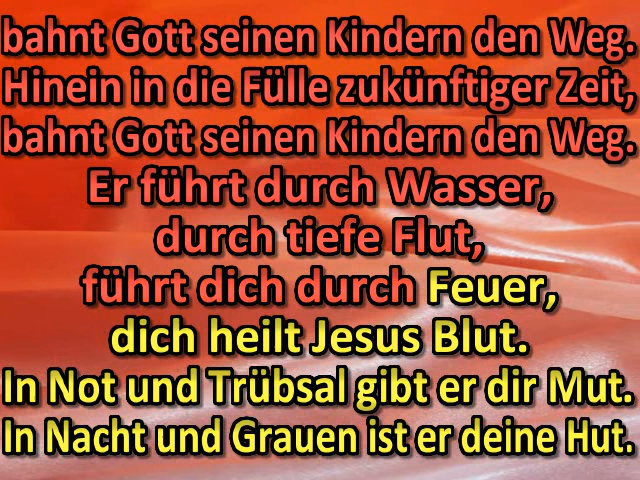 bahnt Gott seinen Kindern den Weg.
Hinein in die Fülle zukünftiger Zeit,
bahnt Gott seinen Kindern den Weg.
Er führt durch Wasser,
durch tiefe Flut,
führt dich durch Feuer,
dich heilt Jesus Blut.
In Not und Trübsal gibt er dir Mut.
In Nacht und Grauen ist er deine Hut.